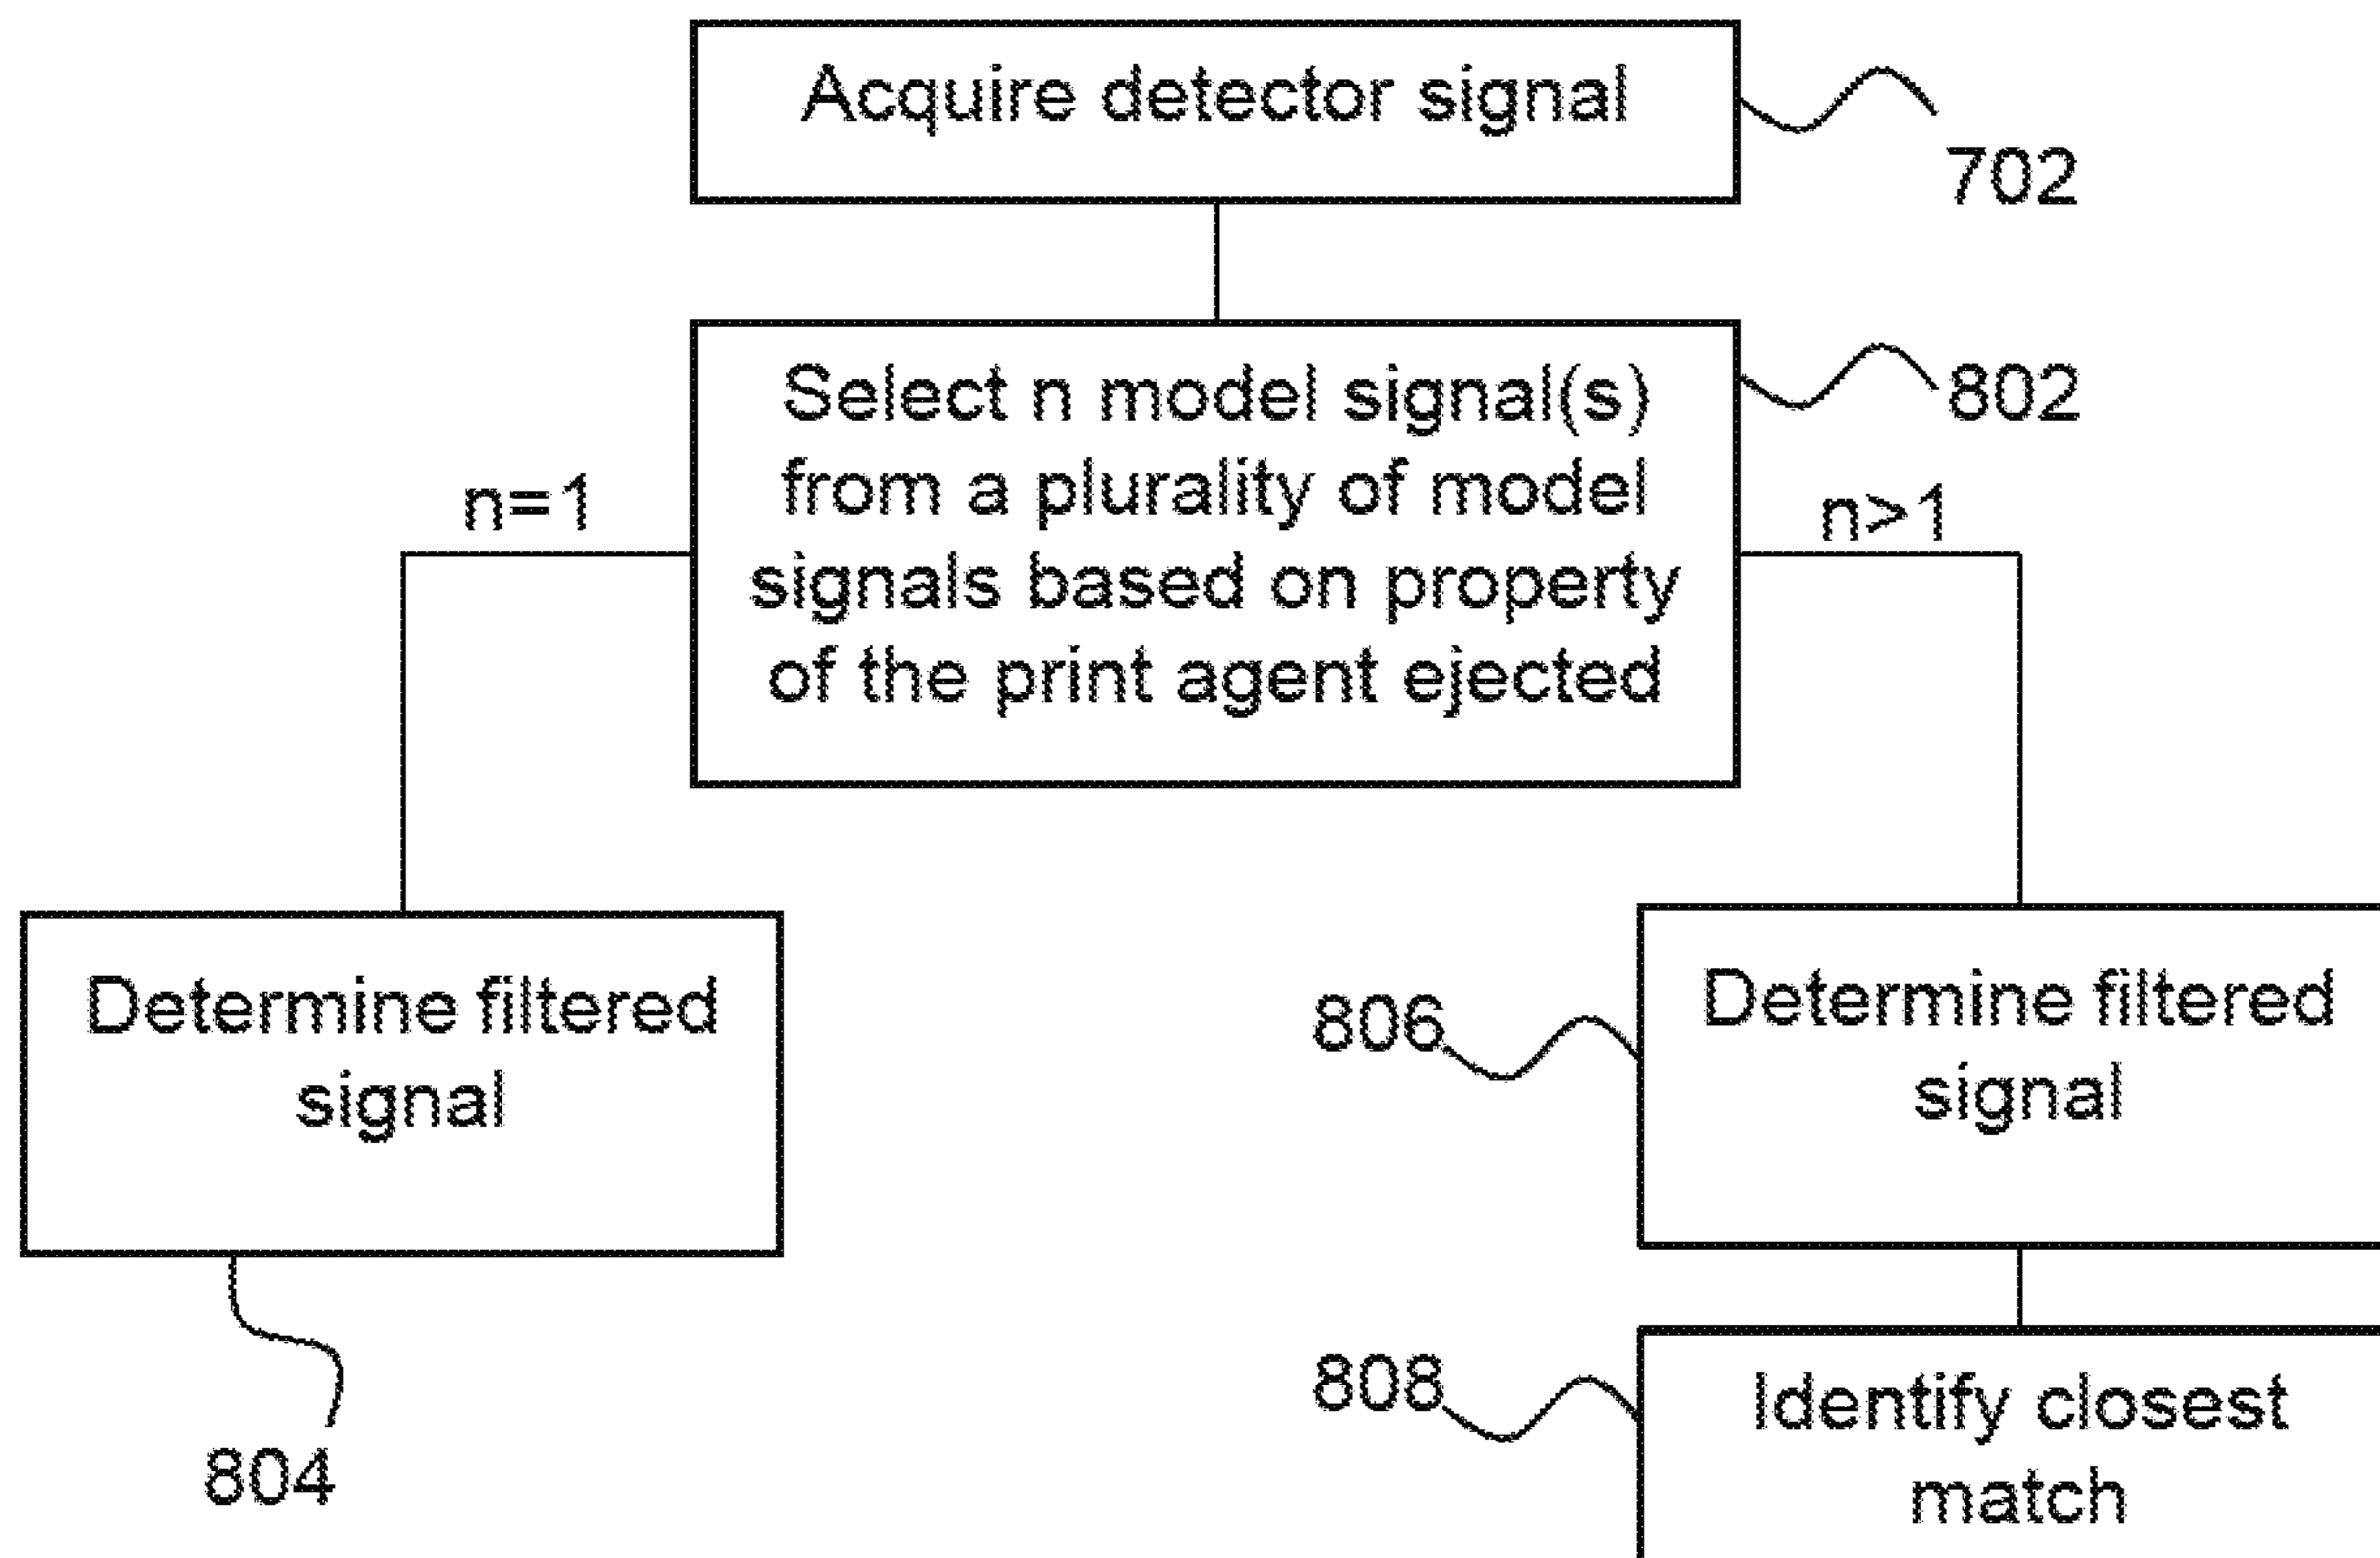 Acquire detector signal
702
Select n model signal(s)
from a plurality of model
signals based on property
of the print agent ejected
802
n=1
n>1
Determine filtered
signal
804
806
Determine filtered
signal
808
Identify closest
match